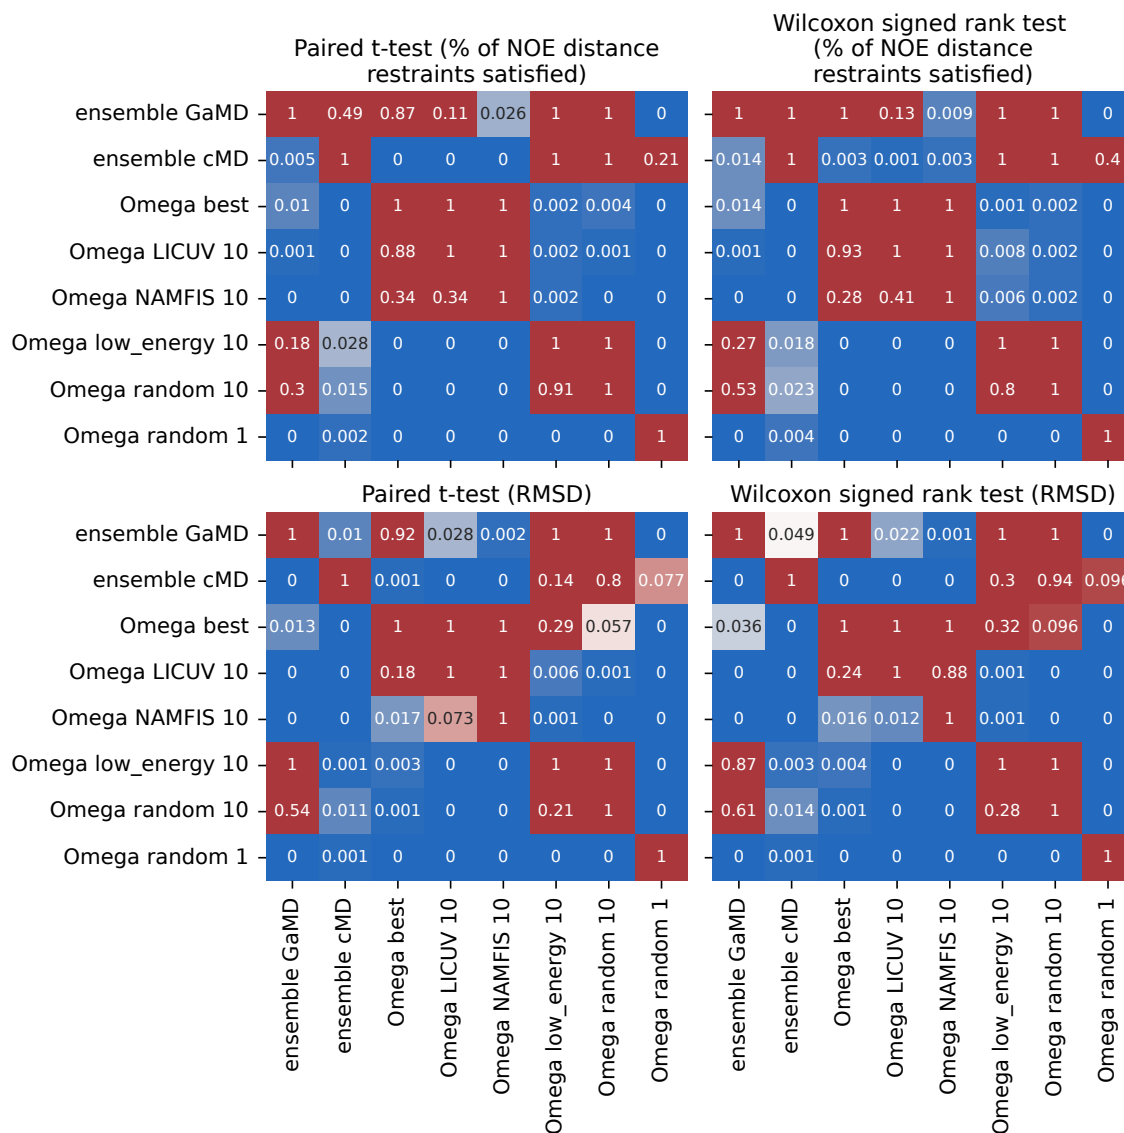 Paired t-test (% of NOE distance
restraints satisfied)
Wilcoxon signed rank test
(% of NOE distance
restraints satisfied)
ensemble GaMD 1 0.49 0.87 0.11 0.026 1 1 0 1 1 1 0.13 0.009 1 1 0
ensemble cMD 0.005 1 0 0 0 1 1 0.21 0.014 1 0.003 0.001 0.003 1 1 0.4
Omega best 0.01 0 1 1 1 0.002 0.004 0 0.014 0 1 1 1 0.001 0.002 0
Omega LICUV 10 0.001 0 0.88 1 1 0.002 0.001 0 0.001 0 0.93 1 1 0.008 0.002 0
Omega NAMFIS 10 0 0 0.34 0.34 1 0.002 0 0 0 0 0.28 0.41 1 0.006 0.002 0
Omega low_energy 10 0.18 0.028 0 0 0 1 1 0 0.27 0.018 0 0 0 1 1 0
Omega random 10 0.3 0.015 0 0 0 0.91 1 0 0.53 0.023 0 0 0 0.8 1 0
Omega random 1 0 0.002 0 0 0 0 0 1 0 0.004 0 0 0 0 0 1
Paired t-test (RMSD) Wilcoxon signed rank test (RMSD)
ensemble GaMD 1 0.01 0.92 0.028 0.002 1 1 0 1 0.049 1 0.022 0.001 1 1 0
ensemble cMD 0 1 0.001 0 0 0.14 0.8 0.077 0 1 0 0 0 0.3 0.94 0.096
Omega best 0.013 0 1 1 1 0.29 0.057 0 0.036 0 1 1 1 0.32 0.096 0
Omega LICUV 10 0 0 0.18 1 1 0.006 0.001 0 0 0 0.24 1 0.88 0.001 0 0
Omega NAMFIS 10 0 0 0.017 0.073 1 0.001 0 0 0 0 0.016 0.012 1 0.001 0 0
Omega low_energy 10 1 0.001 0.003 0 0 1 1 0 0.87 0.003 0.004 0 0 1 1 0
Omega random 10 0.54 0.011 0.001 0 0 0.21 1 0 0.61 0.014 0.001 0 0 0.28 1 0
Omega random 1 0 0.001 0 0 0 0 0 1 0 0.001 0 0 0 0 0 1
ensemble GaMD
ensemble cMD
Omega best
Omega LICUV 10
Omega NAMFIS 10
Omega low_energy 10
Omega random 10
Omega random 1
ensemble GaMD
ensemble cMD
Omega best
Omega LICUV 10
Omega NAMFIS 10
Omega low_energy 10
Omega random 10
Omega random 1